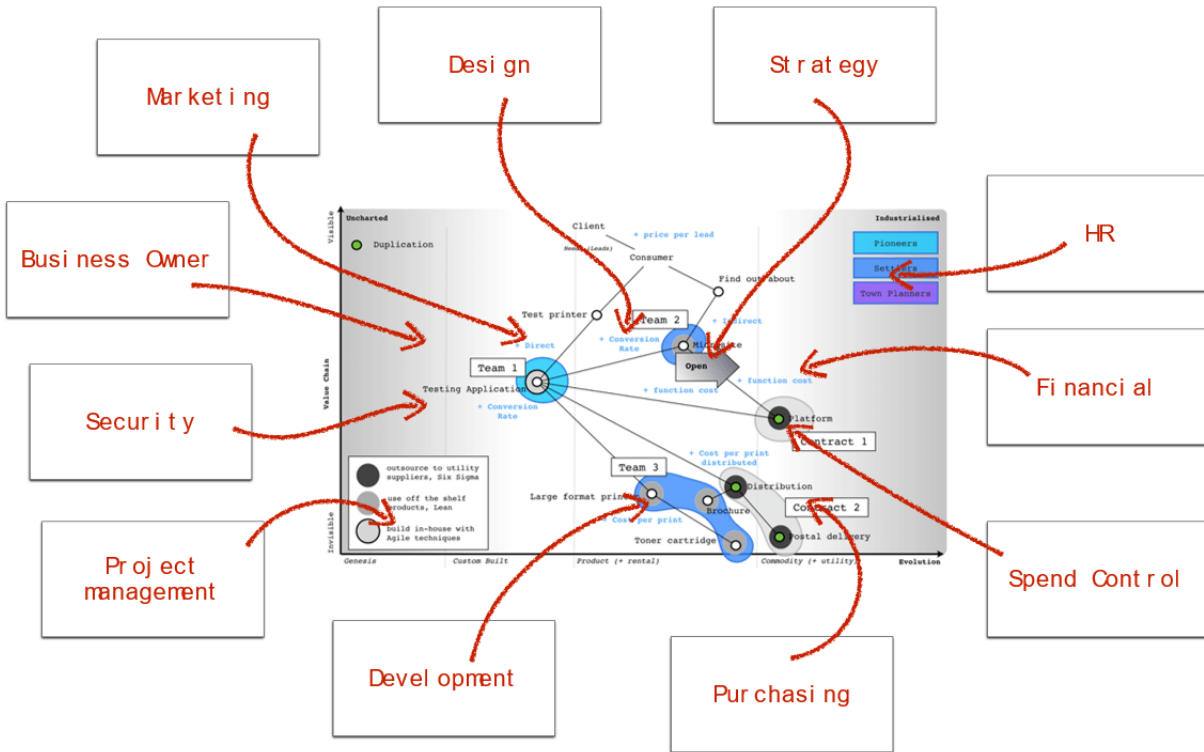 Design
Strategy
Marketing
HR
Business Owner
Financial
Security
Spend Control
Project
management
Development
Purchasing
Visible
Value Chain
Invisible
Uncharted
Industrialised
Duplication
Client
+ price per lead
Needs (Leads)
Consumer
Pioneers
Settlers
Town Planners
Find out about
Test printer
Team 2
+ Indirect
+ Direct
+ Conversion
Rate
Microsite
Team 1
Open
Testing Application
+ function cost
+ function cost
+ Conversion
Rate
Platform
Contract 1
+ Cost per print
distributed
Team 3
outsource to utility
suppliers, Six Sigma
use off the shelf
products, Lean
build in-house with
Agile techniques
Large format printer
Distribution
Brochure
Contract 2
+ Cost per print
Toner cartridge
Postal delivery
Genesis
Custom Built
Product (+ rental)
Commodity (+ utility)
Evolution